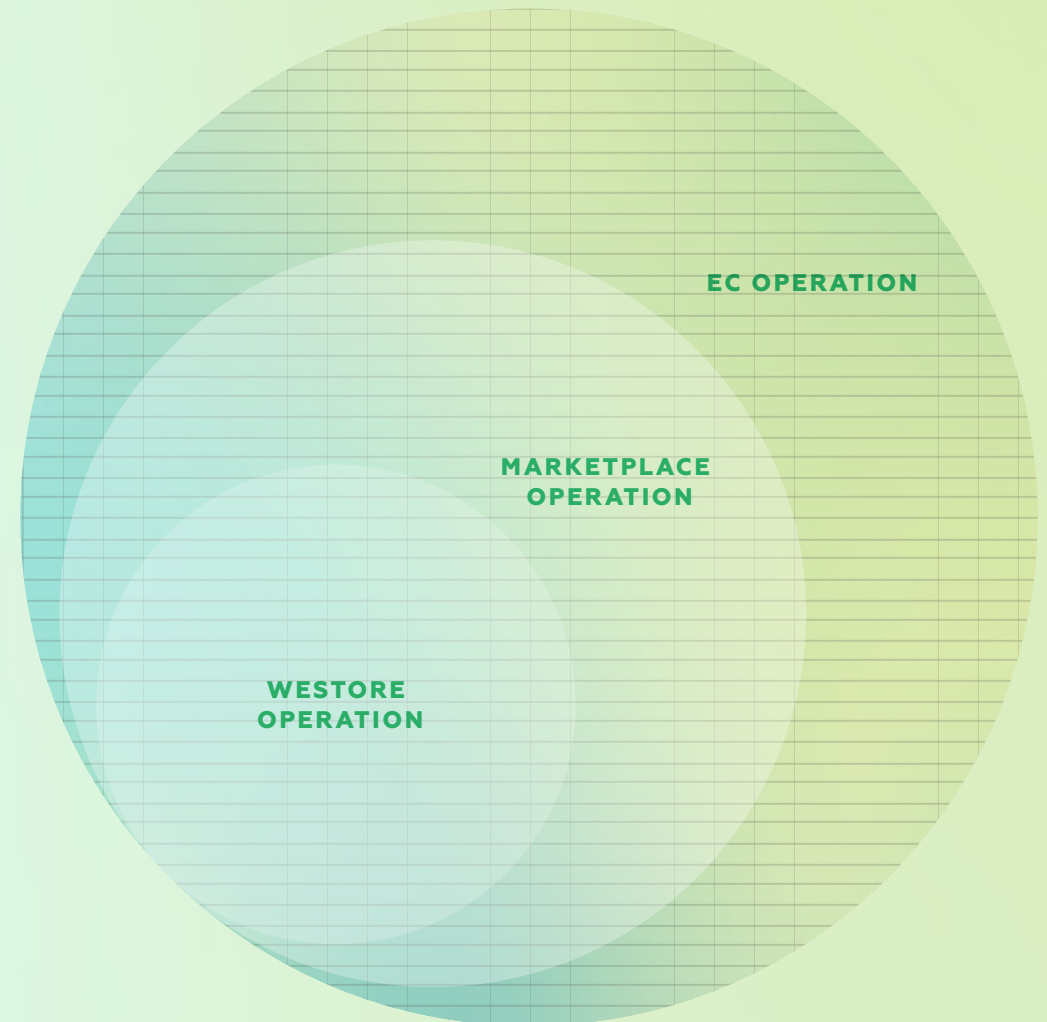 EC OPERATION
MARKETPLACE
OPERATION
WESTORE
OPERATION